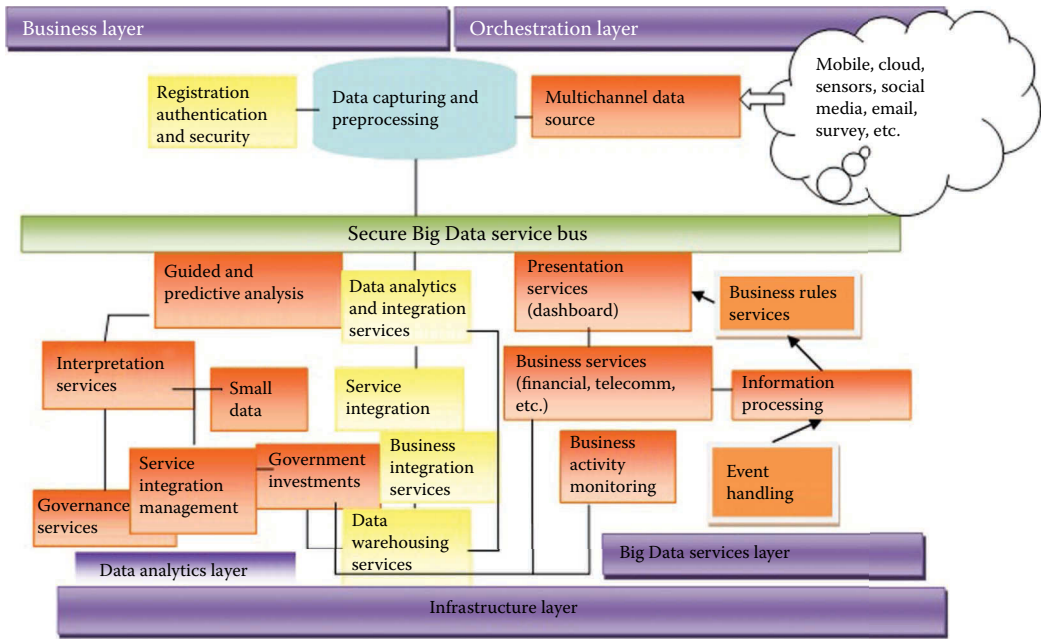 Business layer
Orchestration layer
Mobile, cloud,
sensors, social
media, email,
survey, etc.
Registration
authentication
and security
Data capturing and
preprocessing
Multichannel data
source
Secure Big Data service bus
Guided and
predictive analysis
Data analytics
and integration
services
Presentation
services
(dashboard)
Business rules
services
Interpretation
services
Small
data
Service
integration
Business services
(financial, telecomm,
etc.)
Information
processing
Service
integration
management
Government
investments
Business
integration
services
Business
activity
monitoring
Event
handling
Governance
services
Data
warehousing
services
Big Data services layer
Data analytics layer
Infrastructure layer